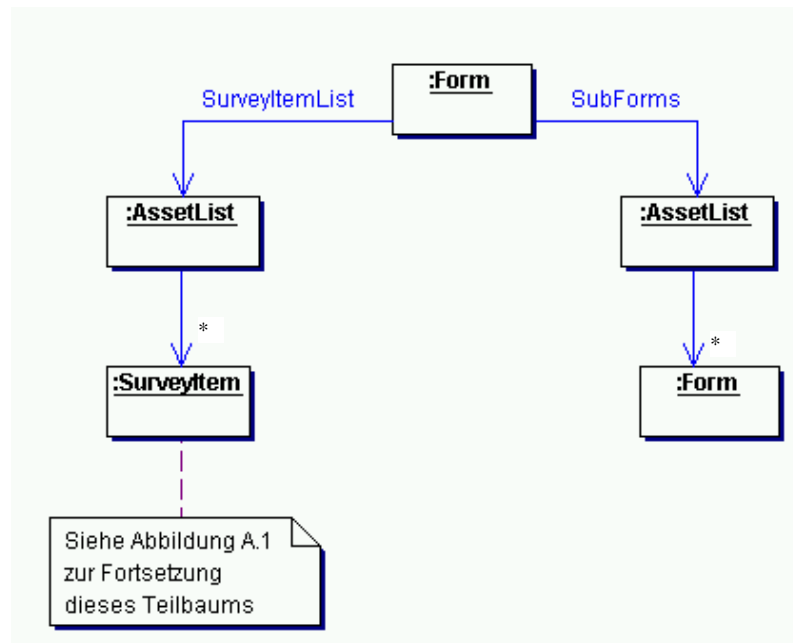 :Form
SurveyItemList
SubForms
:AssetList
:AssetList
*
*
:SurveyItem
:Form
Siehe Abbildung A.1
zur Fortsetzung
dieses Teilbaums